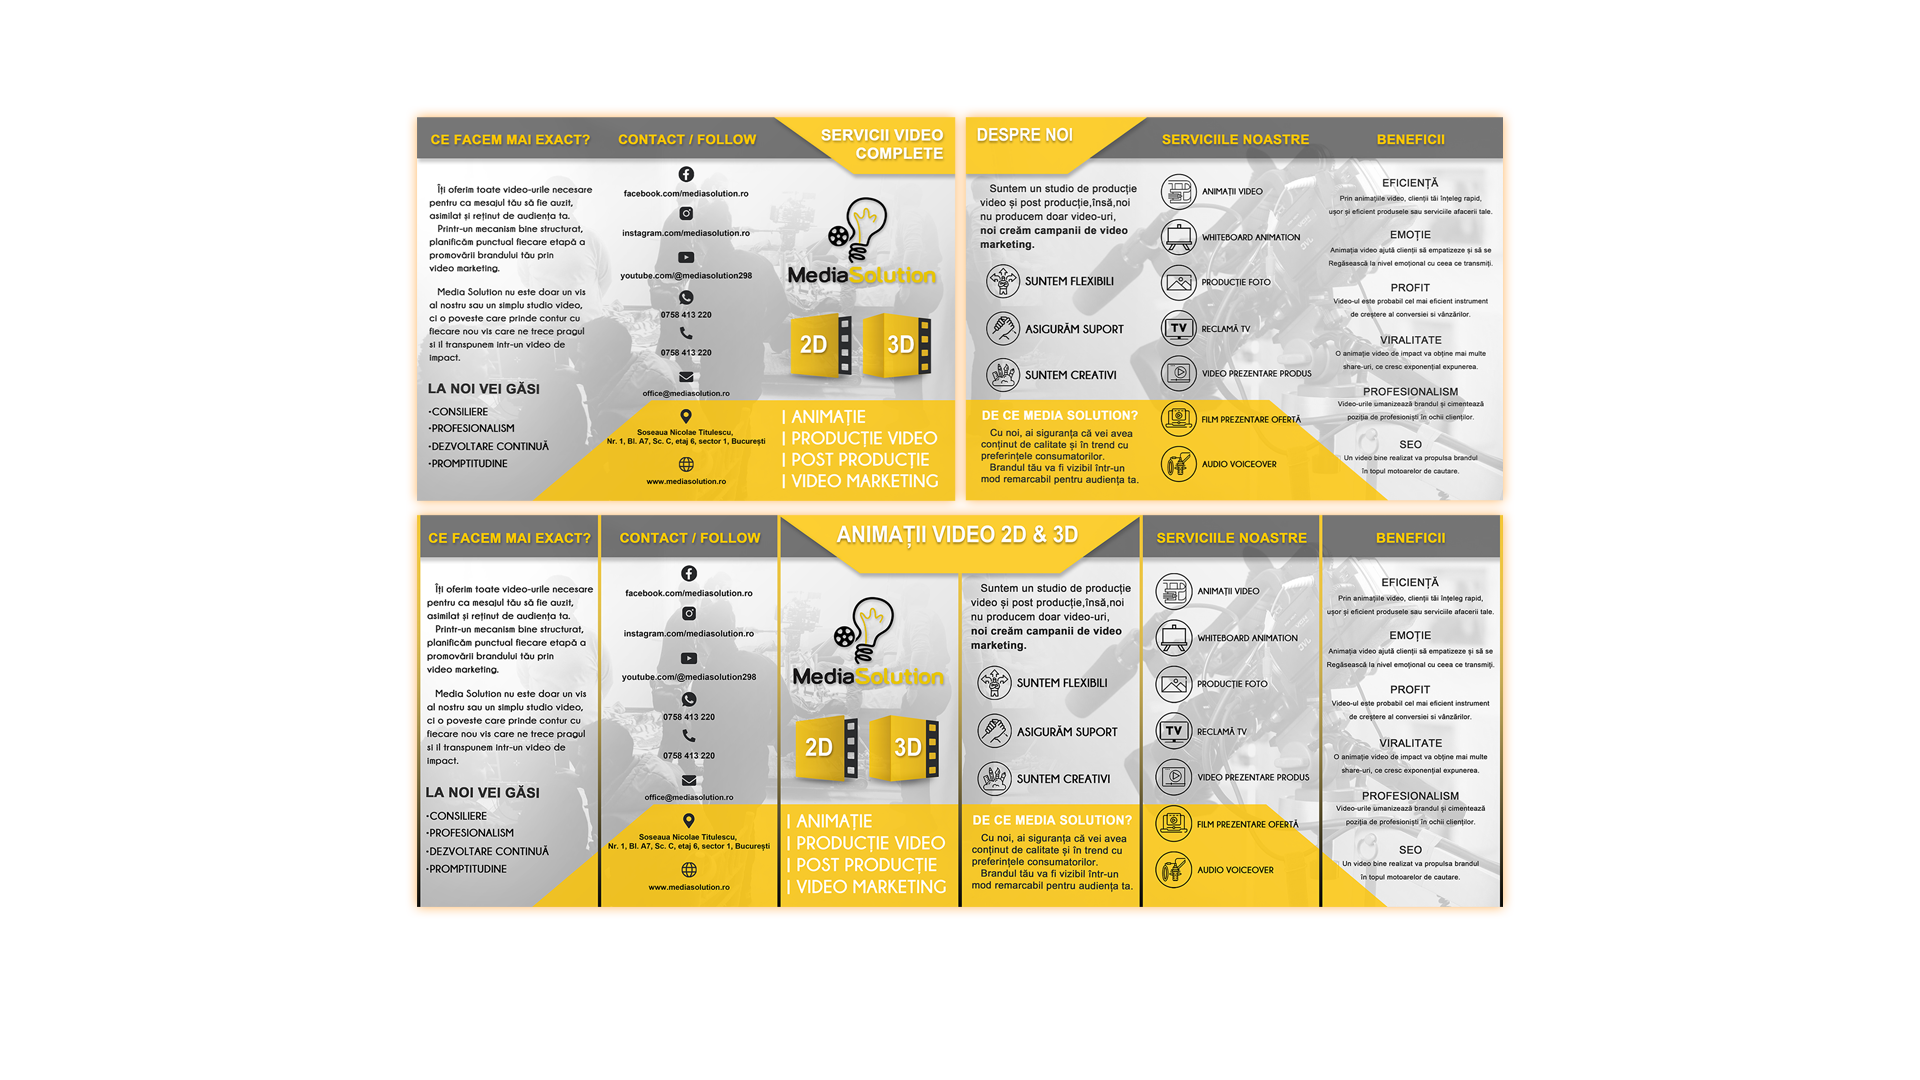 CE FACEM MAI EXACT?
Îți oferim toate video-urile necesare
pentru ca mesajul tău să fie auzit,
asimilat și reținut de audiența ta.
Printr-un mecanism bine structurat,
planificăm punctual fiecare etapă a
promovării brandului tău prin
video marketing.
Media Solution nu este doar un vis
al nostru sau un simplu studio video,
ci o poveste care prinde contur cu
fiecare nou vis care ne trece pragul
si il transpunem intr-un video de
impact.
LA NOI VEI GĂSI
•CONSILIERE
•PROFESIONALISM
•DEZVOLTARE CONTINUĂ
•PROMPTITUDINE
CONTACT / FOLLOW
facebook.com/mediasolution.ro
instagram.com/mediasolution.ro
youtube.com/@mediasolution298
0758 413 220
0758 413 220
office@mediasolution.ro
Soseaua Nicolae Titulescu,
Nr. 1, Bl. A7, Sc. C, etaj 6, sector 1, București
www.mediasolution.ro
SERVICII VIDEO
COMPLETE
MediaSolution
2D 3D
| ANIMAȚIE
| PRODUCȚIE VIDEO
| POST PRODUCȚIE
| VIDEO MARKETING
DESPRE NOI
Suntem un studio de producție
video și post producție,însă,noi
nu producem doar video-uri,
noi creăm campanii de video
marketing.
SUNTEM FLEXIBILI
ASIGURĂM SUPORT
SUNTEM CREATIVI
DE CE MEDIA SOLUTION?
Cu noi, ai siguranța că vei avea
conținut de calitate și în trend cu
preferințele consumatorilor.
Brandul tău va fi vizibil într-un
mod remarcabil pentru audiența ta.
SERVICIILE NOASTRE
ANIMAȚII VIDEO
WHITEBOARD ANIMATION
PRODUCȚIE FOTO
TV RECLAMĂ TV
VIDEO PREZENTARE PRODUS
FILM PREZENTARE OFERTĂ
AUDIO VOICEOVER
BENEFICII
EFICIENȚĂ
Prin animațiile video, clienții tăi înțeleg rapid,
ușor și eficient produsele sau serviciile afacerii tale.
EMOȚIE
Animația video ajută clienții să empatizeze și să se
Regăsească la nivel emoțional cu ceea ce transmiți.
PROFIT
Video-ul este probabil cel mai eficient instrument
de creștere al conversiei si vânzărilor.
VIRALITATE
O animație video de impact va obține mai multe
share-uri, ce cresc exponențial expunerea.
PROFESIONALISM
Video-urile umanizează brandul și cimentează
poziția de profesioniști în ochii clienților.
SEO
Un video bine realizat va propulsa brandul
în topul motoarelor de cautare.
CE FACEM MAI EXACT?
Îți oferim toate video-urile necesare
pentru ca mesajul tău să fie auzit,
asimilat și reținut de audiența ta.
Printr-un mecanism bine structurat,
planificăm punctual fiecare etapă a
promovării brandului tău prin
video marketing.
Media Solution nu este doar un vis
al nostru sau un simplu studio video,
ci o poveste care prinde contur cu
fiecare nou vis care ne trece pragul
si il transpunem intr-un video de
impact.
LA NOI VEI GĂSI
•CONSILIERE
•PROFESIONALISM
•DEZVOLTARE CONTINUĂ
•PROMPTITUDINE
CONTACT / FOLLOW
facebook.com/mediasolution.ro
instagram.com/mediasolution.ro
youtube.com/@mediasolution298
0758 413 220
0758 413 220
office@mediasolution.ro
Soseaua Nicolae Titulescu,
Nr. 1, Bl. A7, Sc. C, etaj 6, sector 1, București
www.mediasolution.ro
ANIMAȚII VIDEO 2D & 3D
MediaSolution
2D 3D
| ANIMAȚIE
| PRODUCȚIE VIDEO
| POST PRODUCȚIE
| VIDEO MARKETING
Suntem un studio de producție
video și post producție,însă,noi
nu producem doar video-uri,
noi creăm campanii de video
marketing.
SUNTEM FLEXIBILI
ASIGURĂM SUPORT
SUNTEM CREATIVI
DE CE MEDIA SOLUTION?
Cu noi, ai siguranța că vei avea
conținut de calitate și în trend cu
preferințele consumatorilor.
Brandul tău va fi vizibil într-un
mod remarcabil pentru audiența ta.
SERVICIILE NOASTRE
ANIMAȚII VIDEO
WHITEBOARD ANIMATION
PRODUCȚIE FOTO
TV RECLAMĂ TV
VIDEO PREZENTARE PRODUS
FILM PREZENTARE OFERTĂ
AUDIO VOICEOVER
BENEFICII
EFICIENȚĂ
Prin animațiile video, clienții tăi înțeleg rapid,
ușor și eficient produsele sau serviciile afacerii tale.
EMOȚIE
Animația video ajută clienții să empatizeze și să se
Regăsească la nivel emoțional cu ceea ce transmiți.
PROFIT
Video-ul este probabil cel mai eficient instrument
de creștere al conversiei si vânzărilor.
VIRALITATE
O animație video de impact va obține mai multe
share-uri, ce cresc exponențial expunerea.
PROFESIONALISM
Video-urile umanizează brandul și cimentează
poziția de profesioniști în ochii clienților.
SEO
Un video bine realizat va propulsa brandul
în topul motoarelor de cautare.